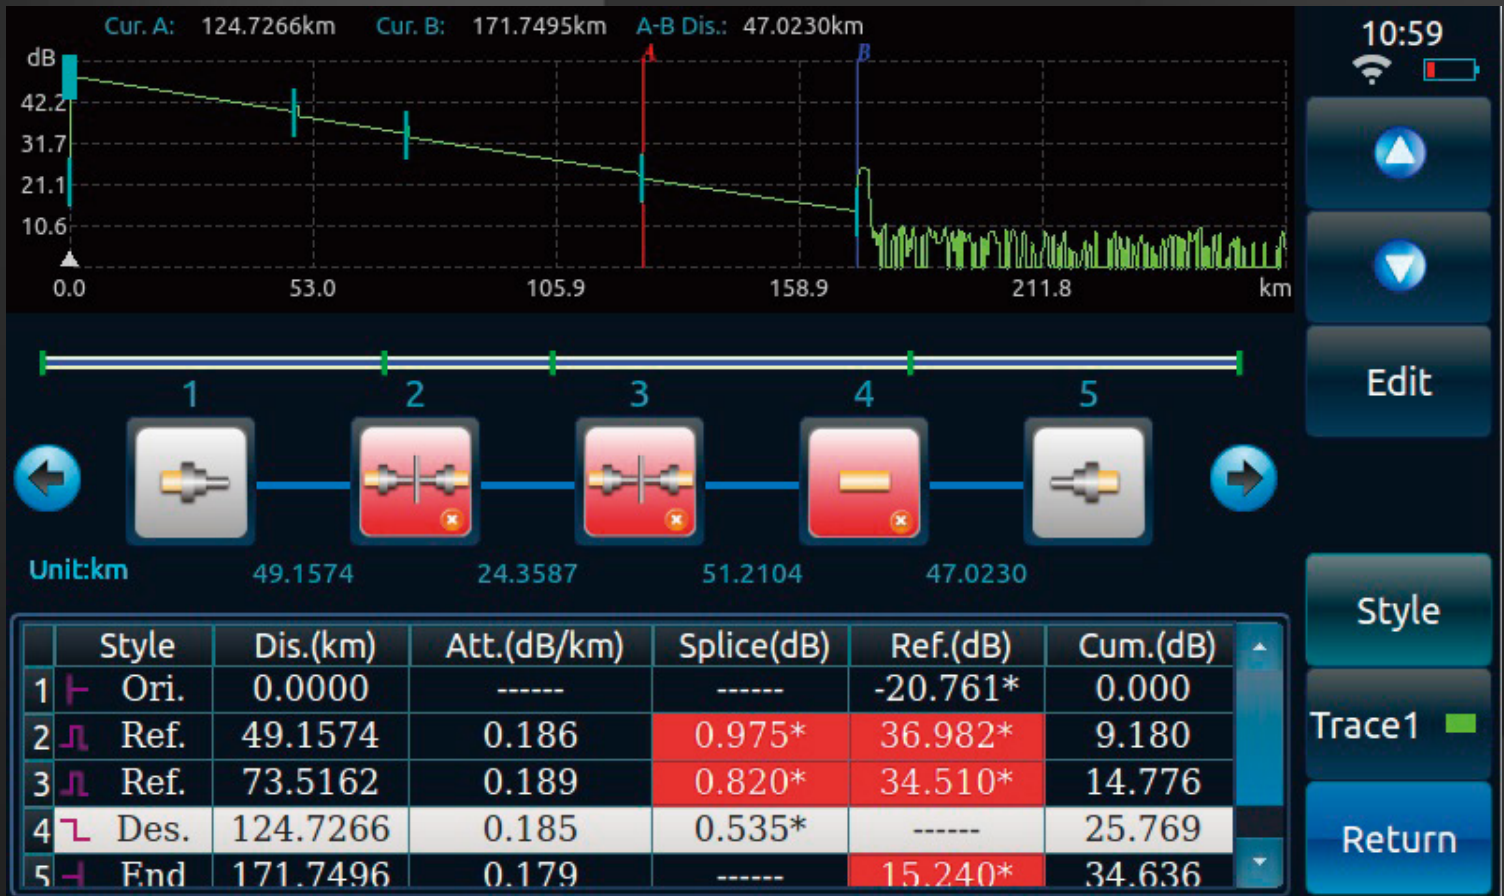 Cur. A: 124.7266km Cur. B: 171.7495km A-B Dis.: 47.0230km
10:59
A B
dB
42.2
31.7
21.1
10.6
0.0 53.0 105.9 158.9 211.8 km
1 2 3 4 5
Edit
Unit:km 49.1574 24.3587 51.2104 47.0230
Style
Trace1
Return
Style Dis.(km) Att.(dB/km) Splice(dB) Ref.(dB) Cum.(dB)
1 Ori. 0.0000 ------ ------ -20.761* 0.000
2 Ref. 49.1574 0.186 0.975* 36.982* 9.180
3 Ref. 73.5162 0.189 0.820* 34.510* 14.776
4 Des. 124.7266 0.185 0.535* ------ 25.769
5 End 171.7496 0.179 ------ 15.240* 34.636